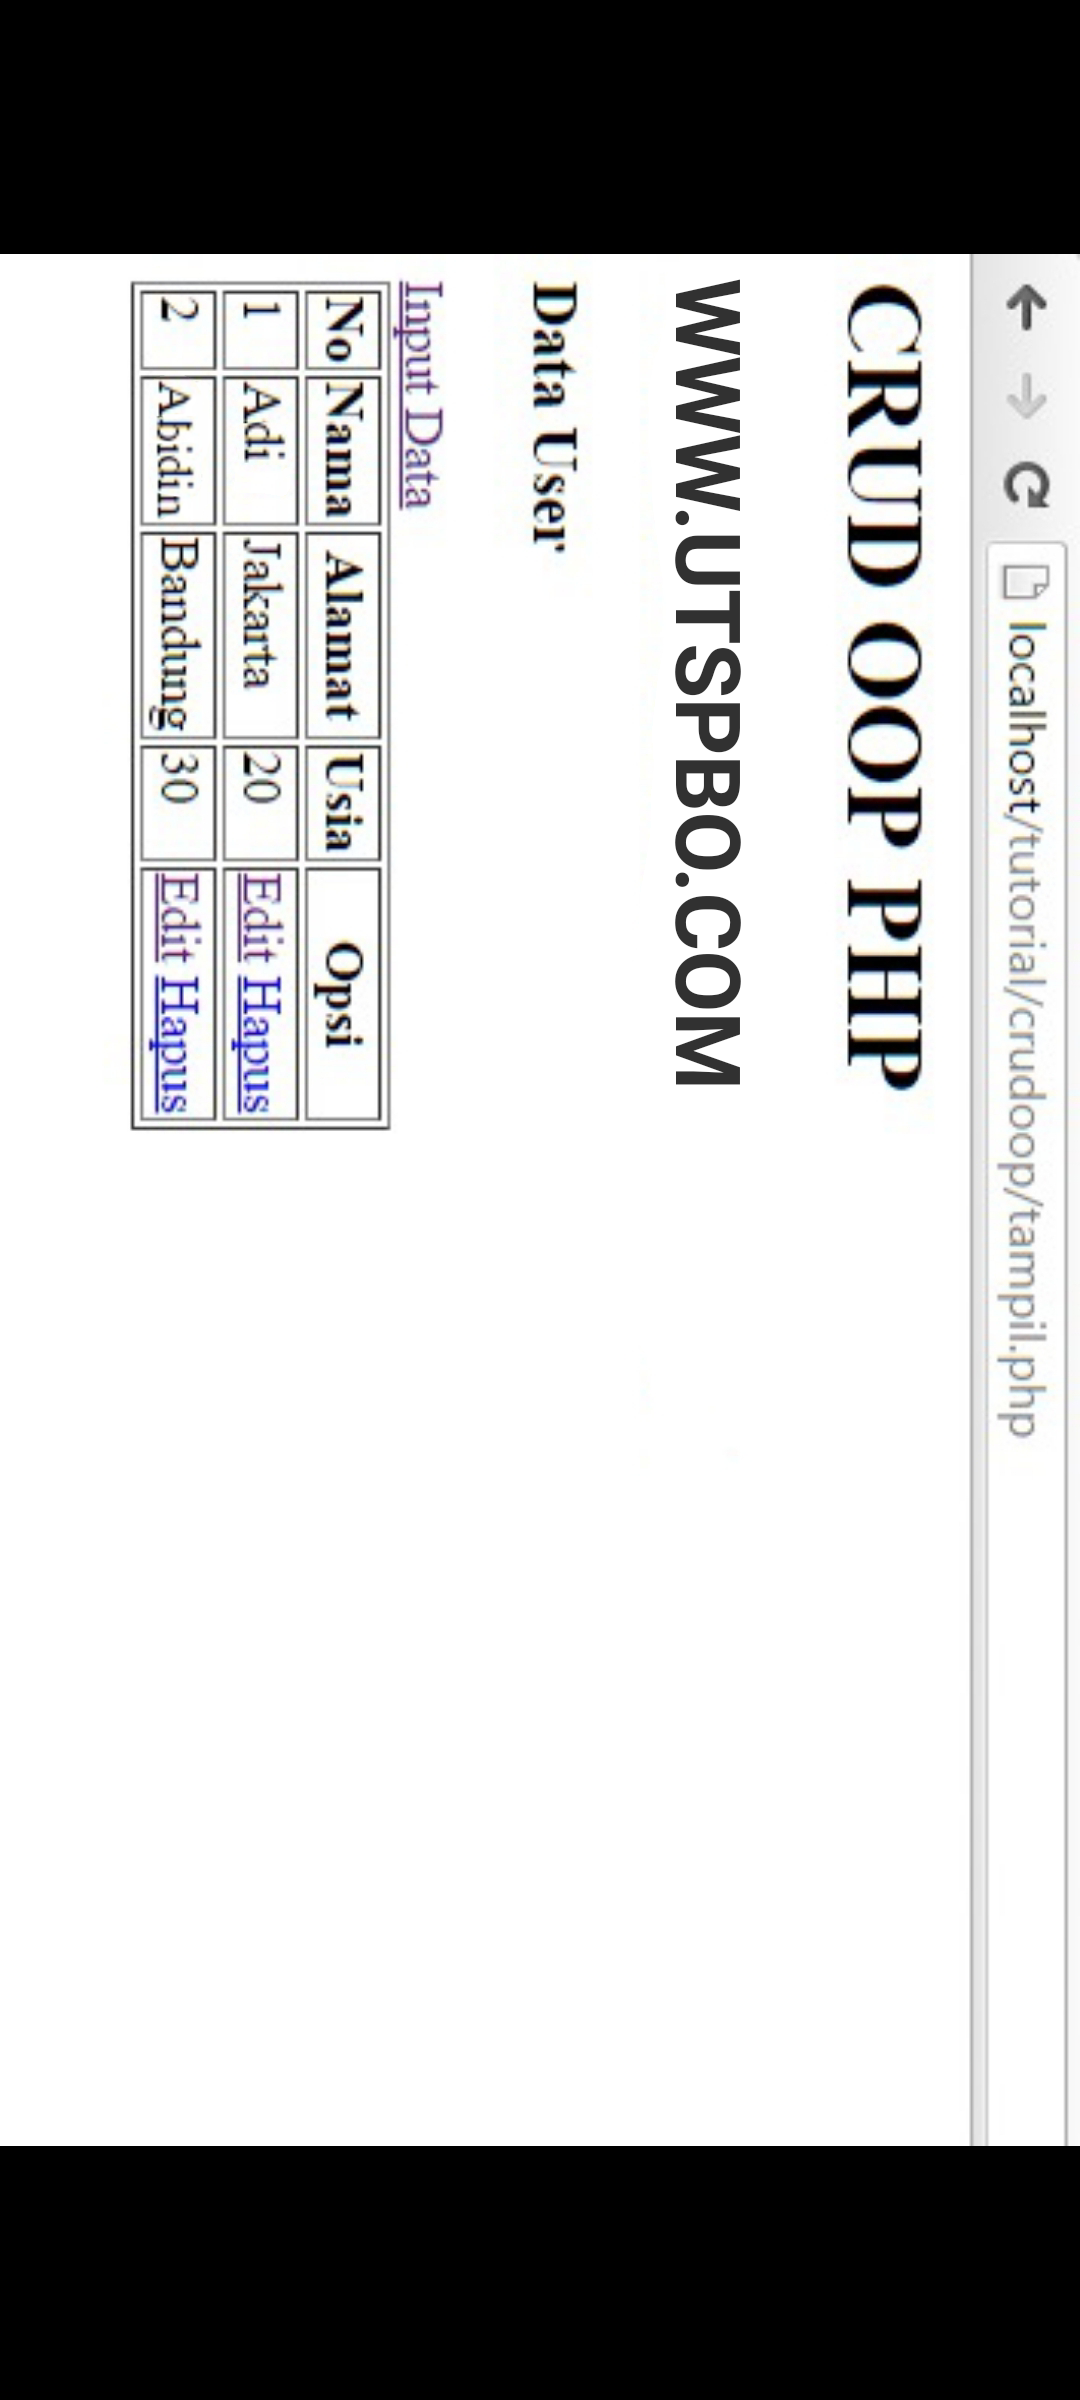 localhost/tutorial/crudoop/tampil.php
CRUD OOP PHP
WWW.UTSPBO.COM
Data User
Input Data
No Nama Alamat Usia Opsi
1 Adi Jakarta 20 Edit Hapus
2 Abidin Bandung 30 Edit Hapus